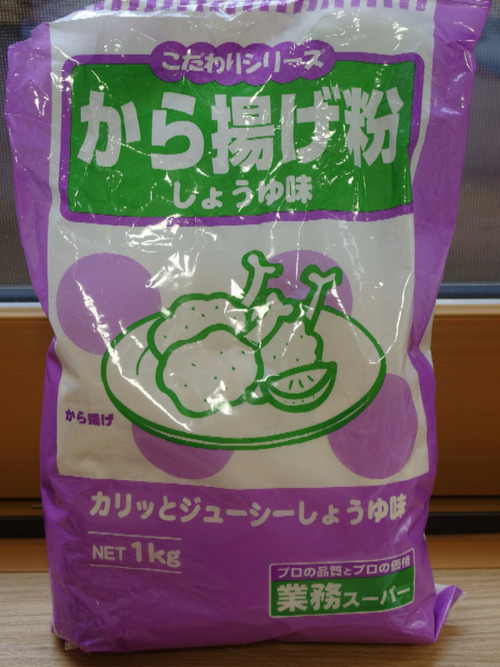 こだわりシリーズ
から揚げ粉
しょうゆ味
から揚げ
カリッとジューシーしょうゆ味
NET 1kg
プロの品質とプロの価格
業務スーパー